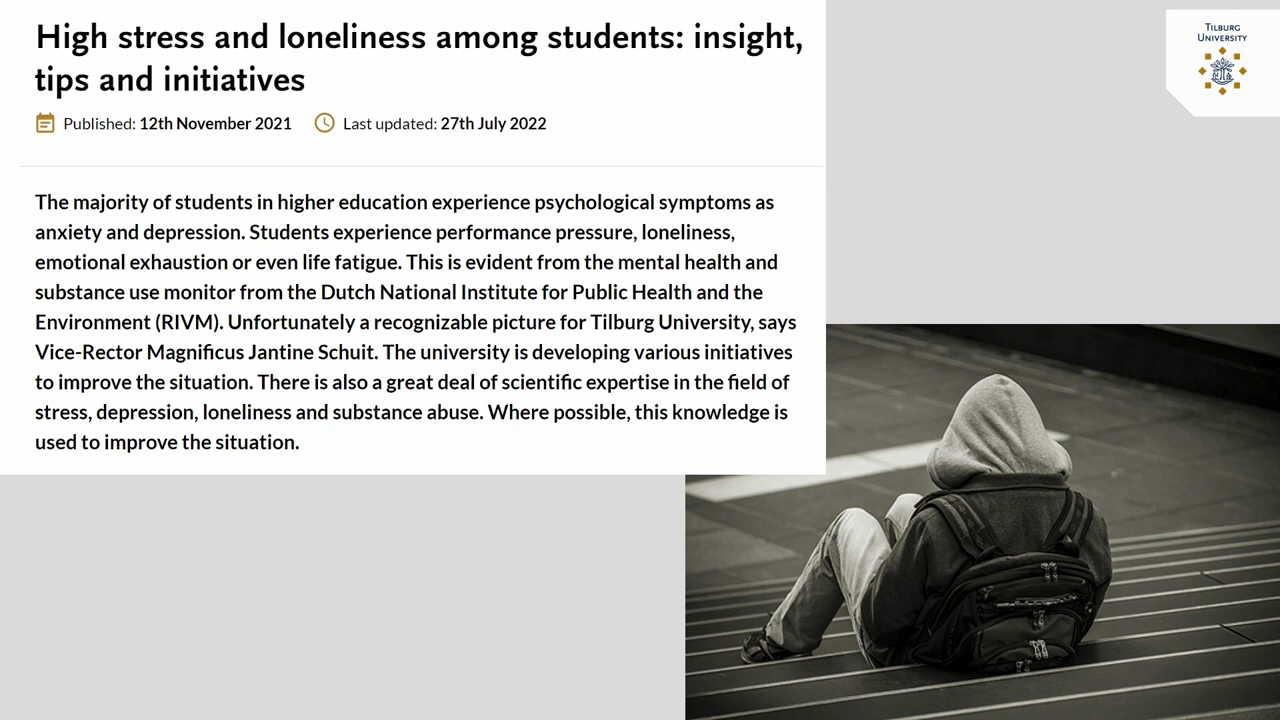 High stress and loneliness among students: insight,
tips and initiatives
Published: 12th November 2021 Last updated: 27th July 2022
The majority of students in higher education experience psychological symptoms as
anxiety and depression. Students experience performance pressure, loneliness,
emotional exhaustion or even life fatigue. This is evident from the mental health and
substance use monitor from the Dutch National Institute for Public Health and the
Environment (RIVM). Unfortunately a recognizable picture for Tilburg University, says
Vice-Rector Magnificus Jantine Schuit. The university is developing various initiatives
to improve the situation. There is also a great deal of scientific expertise in the field of
stress, depression, loneliness and substance abuse. Where possible, this knowledge is
used to improve the situation.
TILBURG
UNIVERSITY